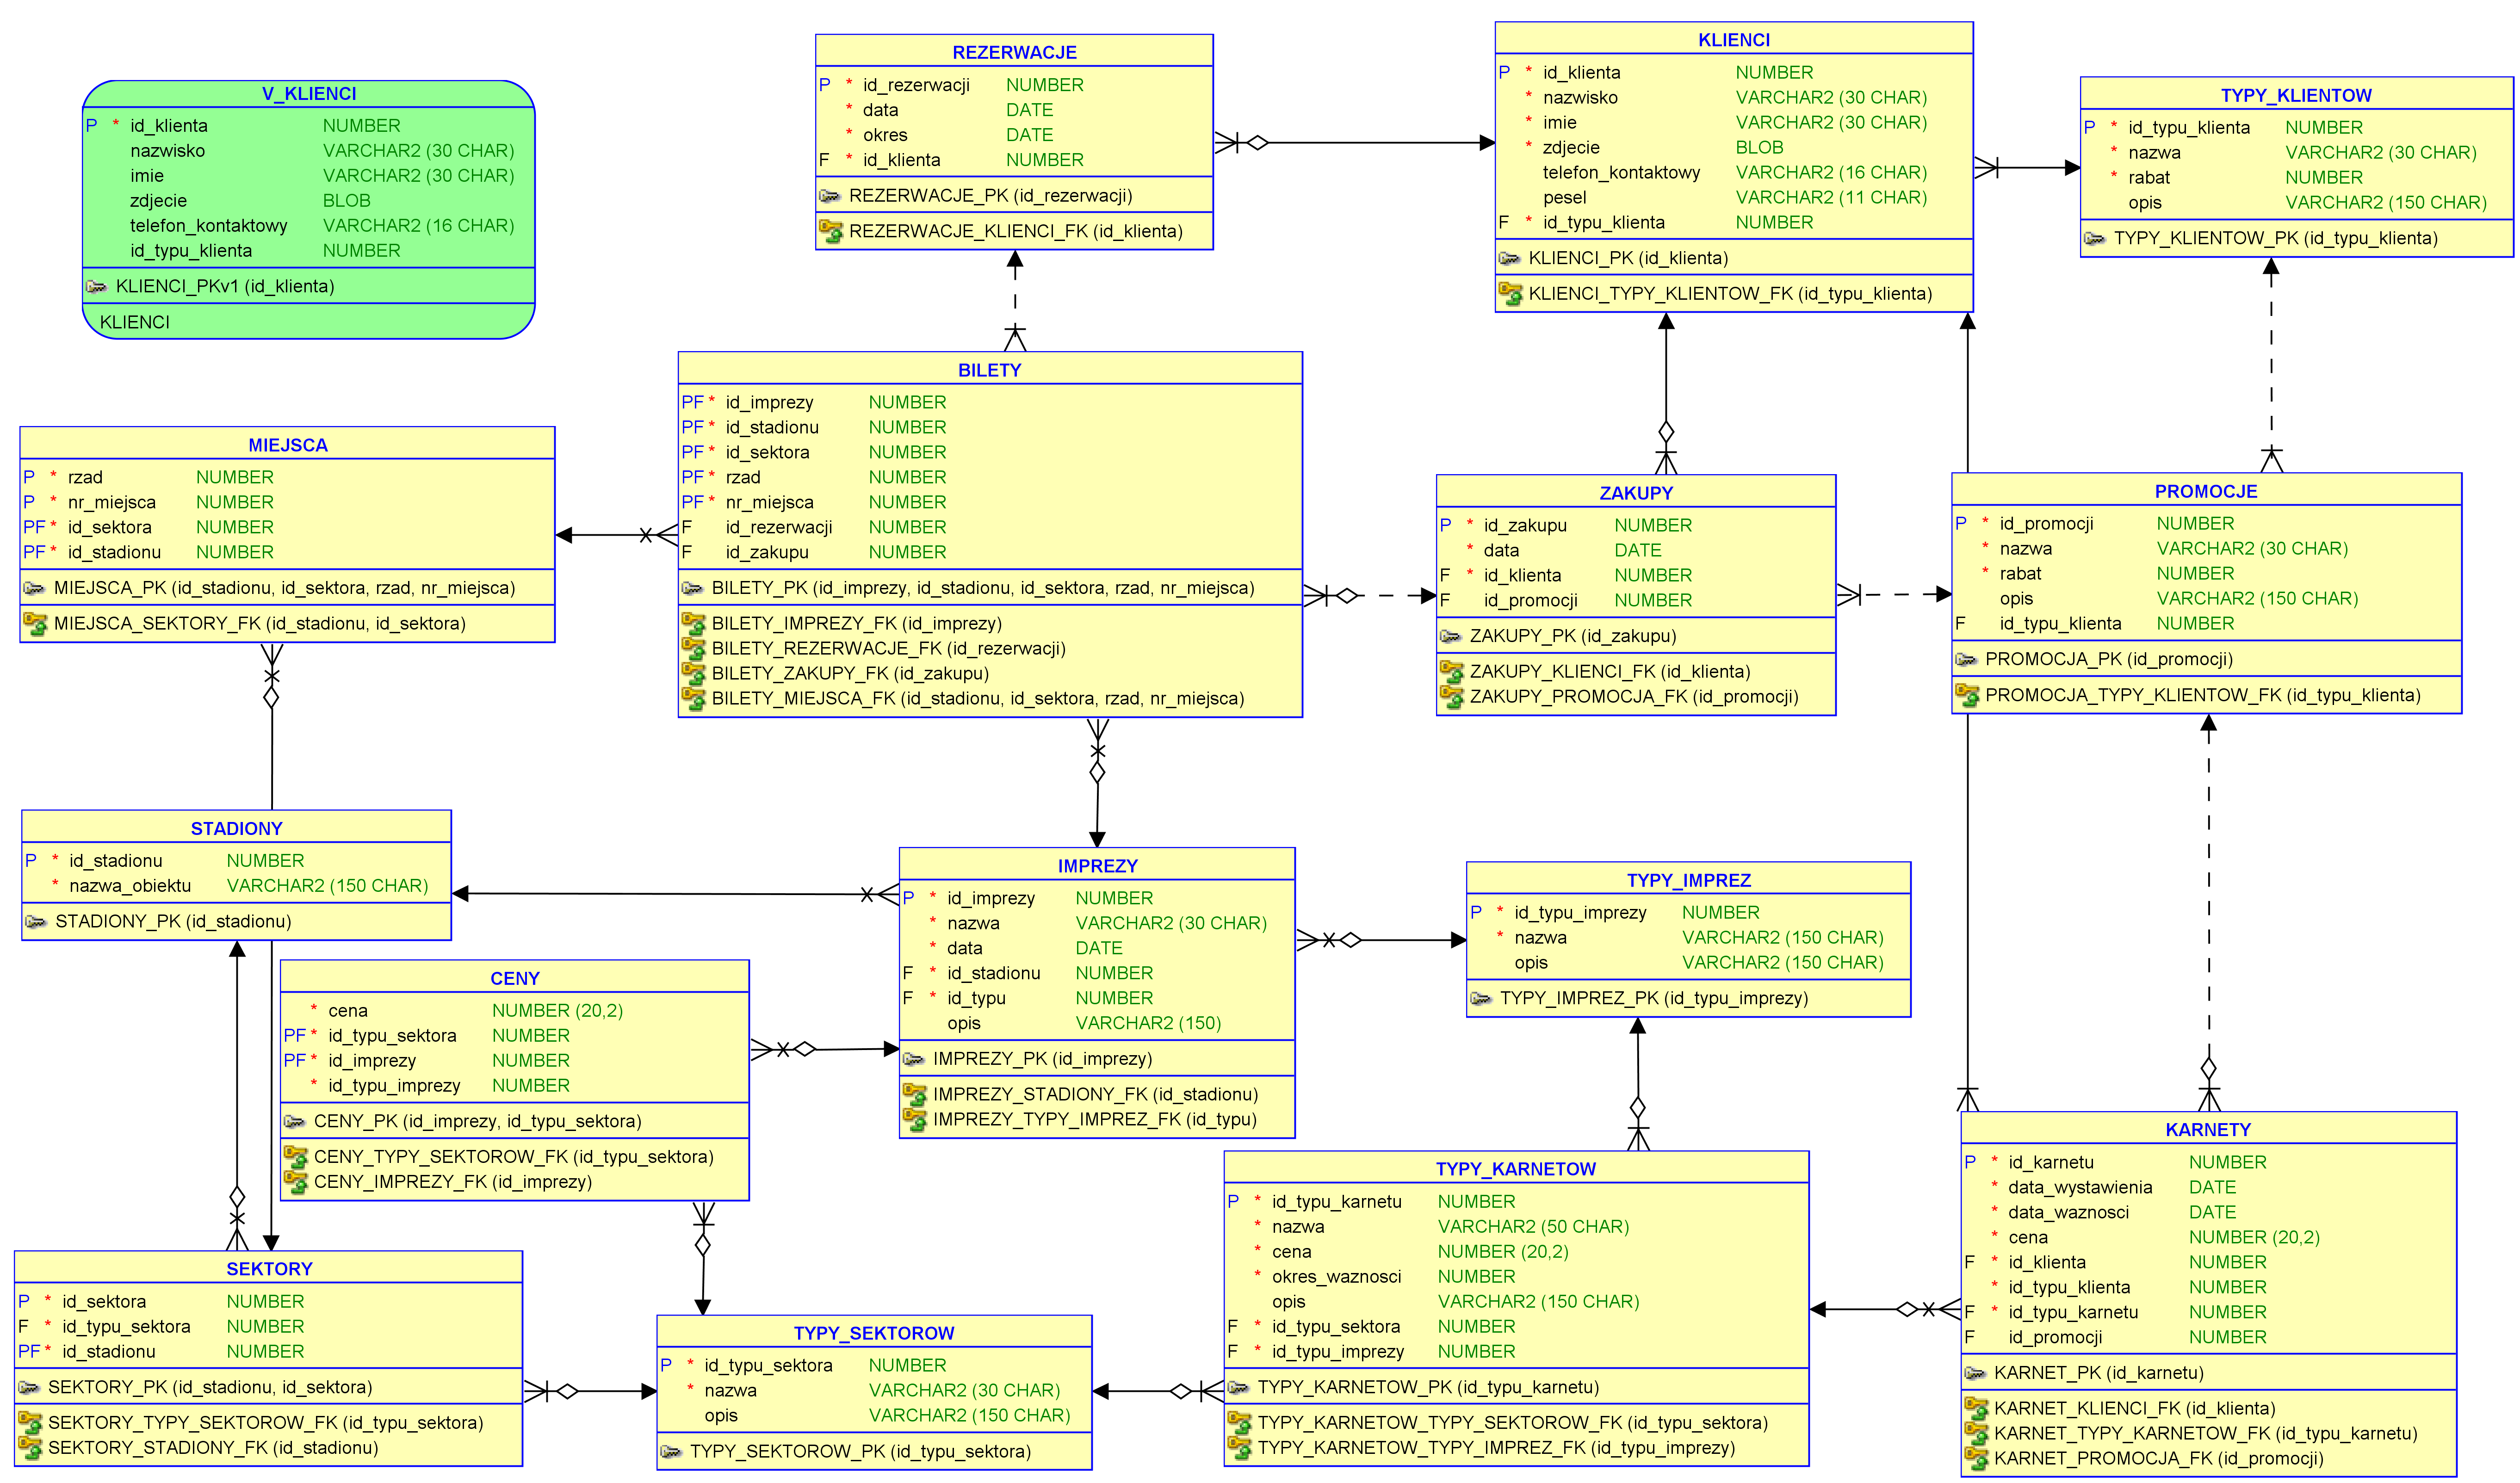 REZERWACJE
P * id_rezerwacji NUMBER
* data DATE
* okres DATE
F * id_klienta NUMBER
REZERWACJE_PK (id_rezerwacji)
REZERWACJE_KLIENCI_FK (id_klienta)
KLIENCI
P * id_klienta NUMBER
* nazwisko VARCHAR2 (30 CHAR)
* imie VARCHAR2 (30 CHAR)
* zdjecie BLOB
telefon_kontaktowy VARCHAR2 (16 CHAR)
pesel VARCHAR2 (11 CHAR)
F * id_typu_klienta NUMBER
KLIENCI_PK (id_klienta)
KLIENCI_TYPY_KLIENTOW_FK (id_typu_klienta)
TYPY_KLIENTOW
P * id_typu_klienta NUMBER
* nazwa VARCHAR2 (30 CHAR)
* rabat NUMBER
opis VARCHAR2 (150 CHAR)
TYPY_KLIENTOW_PK (id_typu_klienta)
V_KLIENCI
P * id_klienta NUMBER
nazwisko VARCHAR2 (30 CHAR)
imie VARCHAR2 (30 CHAR)
zdjecie BLOB
telefon_kontaktowy VARCHAR2 (16 CHAR)
id_typu_klienta NUMBER
KLIENCI_PKv1 (id_klienta)
KLIENCI
MIEJSCA
P * rzad NUMBER
P * nr_miejsca NUMBER
PF * id_sektora NUMBER
PF * id_stadionu NUMBER
MIEJSCA_PK (id_stadionu, id_sektora, rzad, nr_miejsca)
MIEJSCA_SEKTORY_FK (id_stadionu, id_sektora)
BILETY
PF * id_imprezy NUMBER
PF * id_stadionu NUMBER
PF * id_sektora NUMBER
PF * rzad NUMBER
PF * nr_miejsca NUMBER
F id_rezerwacji NUMBER
F id_zakupu NUMBER
BILETY_PK (id_imprezy, id_stadionu, id_sektora, rzad, nr_miejsca)
BILETY_IMPREZY_FK (id_imprezy)
BILETY_REZERWACJE_FK (id_rezerwacji)
BILETY_ZAKUPY_FK (id_zakupu)
BILETY_MIEJSCA_FK (id_stadionu, id_sektora, rzad, nr_miejsca)
ZAKUPY
P * id_zakupu NUMBER
* data DATE
F * id_klienta NUMBER
F id_promocji NUMBER
ZAKUPY_PK (id_zakupu)
ZAKUPY_KLIENCI_FK (id_klienta)
ZAKUPY_PROMOCJA_FK (id_promocji)
PROMOCJE
P * id_promocji NUMBER
* nazwa VARCHAR2 (30 CHAR)
* rabat NUMBER
opis VARCHAR2 (150 CHAR)
F id_typu_klienta NUMBER
PROMOCJA_PK (id_promocji)
PROMOCJA_TYPY_KLIENTOW_FK (id_typu_klienta)
STADIONY
P * id_stadionu NUMBER
* nazwa_obiektu VARCHAR2 (150 CHAR)
STADIONY_PK (id_stadionu)
CENY
* cena NUMBER (20,2)
PF * id_typu_sektora NUMBER
PF * id_imprezy NUMBER
* id_typu_imprezy NUMBER
CENY_PK (id_imprezy, id_typu_sektora)
CENY_TYPY_SEKTOROW_FK (id_typu_sektora)
CENY_IMPREZY_FK (id_imprezy)
IMPREZY
P * id_imprezy NUMBER
* nazwa VARCHAR2 (30 CHAR)
* data DATE
F * id_stadionu NUMBER
F * id_typu NUMBER
opis VARCHAR2 (150)
IMPREZY_PK (id_imprezy)
IMPREZY_STADIONY_FK (id_stadionu)
IMPREZY_TYPY_IMPREZ_FK (id_typu)
TYPY_IMPREZ
P * id_typu_imprezy NUMBER
* nazwa VARCHAR2 (150 CHAR)
opis VARCHAR2 (150 CHAR)
TYPY_IMPREZ_PK (id_typu_imprezy)
SEKTORY
P * id_sektora NUMBER
F * id_typu_sektora NUMBER
PF * id_stadionu NUMBER
SEKTORY_PK (id_stadionu, id_sektora)
SEKTORY_TYPY_SEKTOROW_FK (id_typu_sektora)
SEKTORY_STADIONY_FK (id_stadionu)
TYPY_SEKTOROW
P * id_typu_sektora NUMBER
* nazwa VARCHAR2 (30 CHAR)
opis VARCHAR2 (150 CHAR)
TYPY_SEKTOROW_PK (id_typu_sektora)
TYPY_KARNETOW
P * id_typu_karnetu NUMBER
* nazwa VARCHAR2 (50 CHAR)
* cena NUMBER (20,2)
* okres_waznosci NUMBER
opis VARCHAR2 (150 CHAR)
F * id_typu_sektora NUMBER
F * id_typu_imprezy NUMBER
TYPY_KARNETOW_PK (id_typu_karnetu)
TYPY_KARNETOW_TYPY_SEKTOROW_FK (id_typu_sektora)
TYPY_KARNETOW_TYPY_IMPREZ_FK (id_typu_imprezy)
KARNETY
P * id_karnetu NUMBER
* data_wystawienia DATE
* data_waznosci DATE
* cena NUMBER (20,2)
F * id_klienta NUMBER
* id_typu_klienta NUMBER
F * id_typu_karnetu NUMBER
F id_promocji NUMBER
KARNET_PK (id_karnetu)
KARNET_KLIENCI_FK (id_klienta)
KARNET_TYPY_KARNETOW_FK (id_typu_karnetu)
KARNET_PROMOCJA_FK (id_promocji)